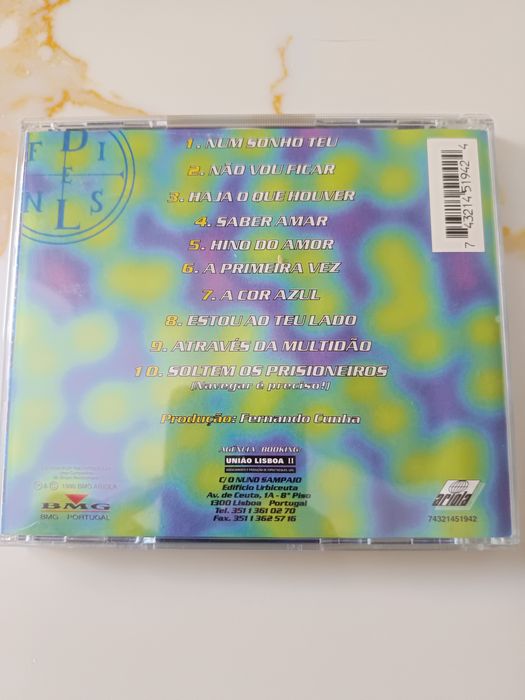 D
F I
E
N S
L
1. NUM SONHO TEU
2. NÃO VOU FICAR
3. HAJA O QUE HOUVER
4. SABER AMAR
5. HINO DO AMOR
6. A PRIMEIRA VEZ
7. A COR AZUL
8. ESTOU AO TEU LADO
9. ATRAVÉS DA MULTIDÃO
10. SOLTEM OS PRISIONEIROS
(Navegar é preciso!)
Produção: Fernando Cunha
AGÊNCIA / BOOKING
UNIÃO LISBOA II
C/O NUNO SAMPAIO
Edifício Urbiceuta
Av. de Ceuta, 1A - 8º Piso
1300 Lisboa Portugal
Tel. 351 1 361 02 70
Fax. 351 1 362 57 16
BMG
BMG - PORTUGAL
ariola
74321451942
7 43214 51942 4